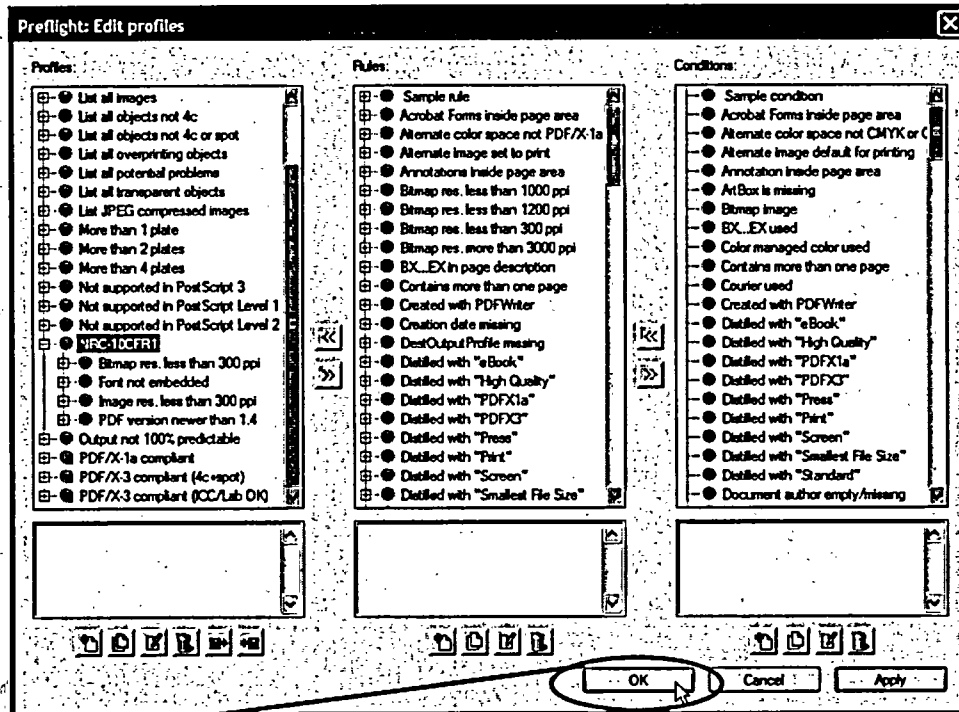 Preflight: Edit profiles
Profiles:
List all images
List all objects not 4c
List all objects not 4c or spot
List all overprinting objects
List all potential problems
List all transparent objects
List JPEG compressed images
More than 1 plate
More than 2 plates
More than 4 plates
Not supported in PostScript 3
Not supported in PostScript Level 1
Not supported in PostScript Level 2
NRC-10CFR1
Bitmap res. less than 300 ppi
Font not embedded
Image res. less than 300 ppi
PDF version newer than 1.4
Output not 100% predictable
PDF/X-1a compliant
PDF/X-3 compliant (4c+spot)
PDF/X-3 compliant (ICC/Lab OK)
Rules:
Sample rule
Acrobat Forms inside page area
Alternate color space not PDF/X-1a
Alternate image set to print
Annotations inside page area
Bitmap res. less than 1000 ppi
Bitmap res. less than 1200 ppi
Bitmap res. less than 300 ppi
Bitmap res. more than 3000 ppi
BX...EX in page description
Contains more than one page
Created with PDFWriter
Creation date missing
DestOutputProfile missing
Distilled with "eBook"
Distilled with "High Quality"
Distilled with "PDFX1a"
Distilled with "PDFX3"
Distilled with "Press"
Distilled with "Print"
Distilled with "Screen"
Distilled with "Smallest File Size"
Conditions:
Sample condition
Acrobat Forms inside page area
Alternate color space not CMYK or
Alternate image default for printing
Annotation inside page area
ArtBox is missing
Bitmap image
BX...EX used
Color managed color used
Contains more than one page
Courier used
Created with PDFWriter
Distilled with "eBook"
Distilled with "High Quality"
Distilled with "PDFX1a"
Distilled with "PDFX3"
Distilled with "Press"
Distilled with "Print"
Distilled with "Screen"
Distilled with "Smallest File Size"
Distilled with "Standard"
Document author empty/missing
OK
Cancel
Apply